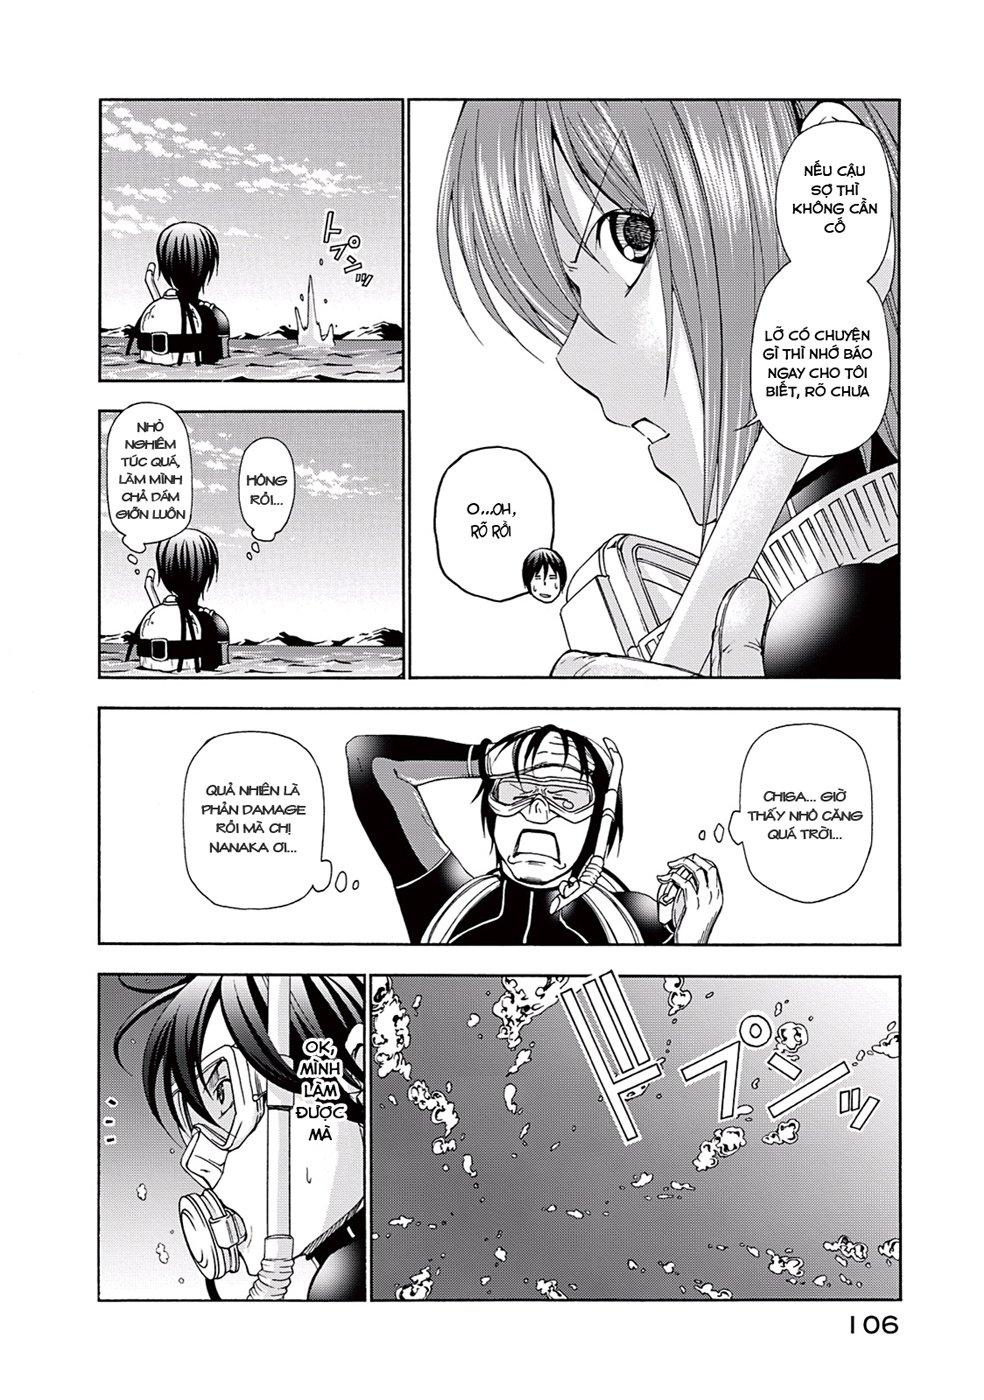 NẾU CẬU
SỢ THÌ
KHÔNG CẦN
CỐ
LỠ CÓ CHUYỆN
GÌ THÌ NHỚ BÁO
NGAY CHO TÔI
BIẾT, RÕ CHƯA
O...OH,
RÕ RỒI
トプンッ
HÔNG
RỒI...
NHỎ
NGHIÊM
TÚC QUÁ,
LÀM MÌNH
CHẢ DÁM
GIỠN LUÔN
CHISA... GIỜ
THẤY NHÔ CĂNG
QUÁ TRỜI...
QUẢ NHIÊN LÀ
PHẢN DAMAGE
RỒI MÀ CHỊ
NANAKA ƠI...
トプンッ
OK,
MÌNH
LÀM
ĐƯỢC
MÀ
106